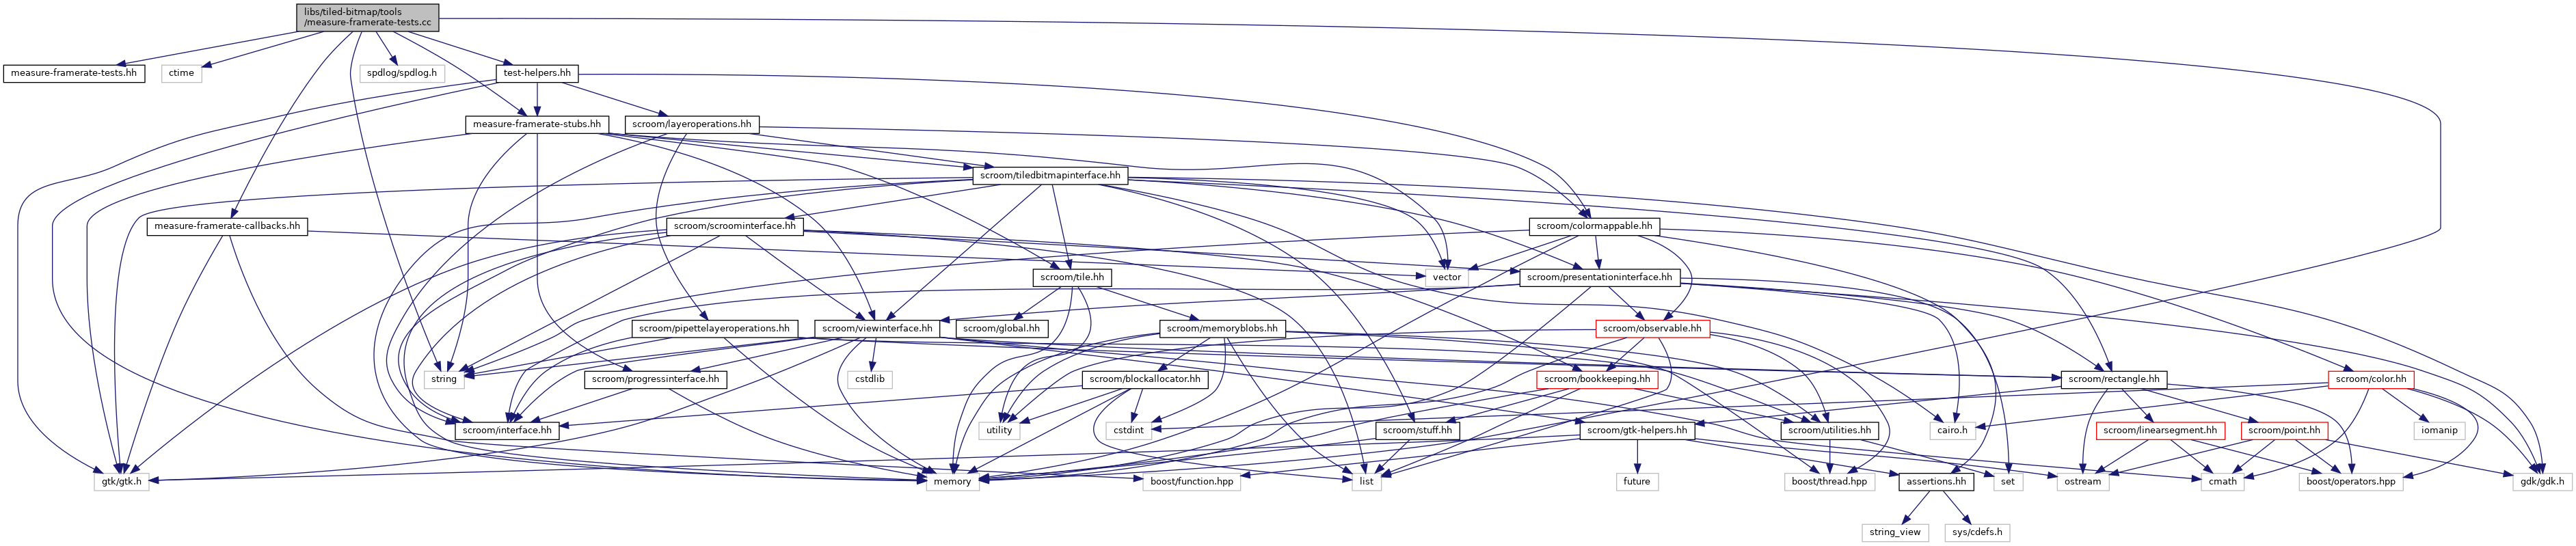 libs/tiled-bitmap/tools
/measure-framerate-tests.cc
measure-framerate-tests.hh
ctime
spdlog/spdlog.h
test-helpers.hh
measure-framerate-stubs.hh
scroom/layeroperations.hh
scroom/tiledbitmapinterface.hh
measure-framerate-callbacks.hh
scroom/scroominterface.hh
scroom/colormappable.hh
scroom/tile.hh
vector
scroom/presentationinterface.hh
scroom/pipettelayeroperations.hh
scroom/viewinterface.hh
scroom/global.hh
scroom/memoryblobs.hh
scroom/observable.hh
string
scroom/progressinterface.hh
cstdlib
scroom/blockallocator.hh
scroom/bookkeeping.hh
scroom/rectangle.hh
scroom/color.hh
scroom/interface.hh
utility
cstdint
scroom/stuff.hh
scroom/gtk-helpers.hh
scroom/utilities.hh
cairo.h
scroom/linearsegment.hh
scroom/point.hh
iomanip
gtk/gtk.h
memory
boost/function.hpp
list
future
boost/thread.hpp
assertions.hh
set
ostream
cmath
boost/operators.hpp
gdk/gdk.h
string_view
sys/cdefs.h